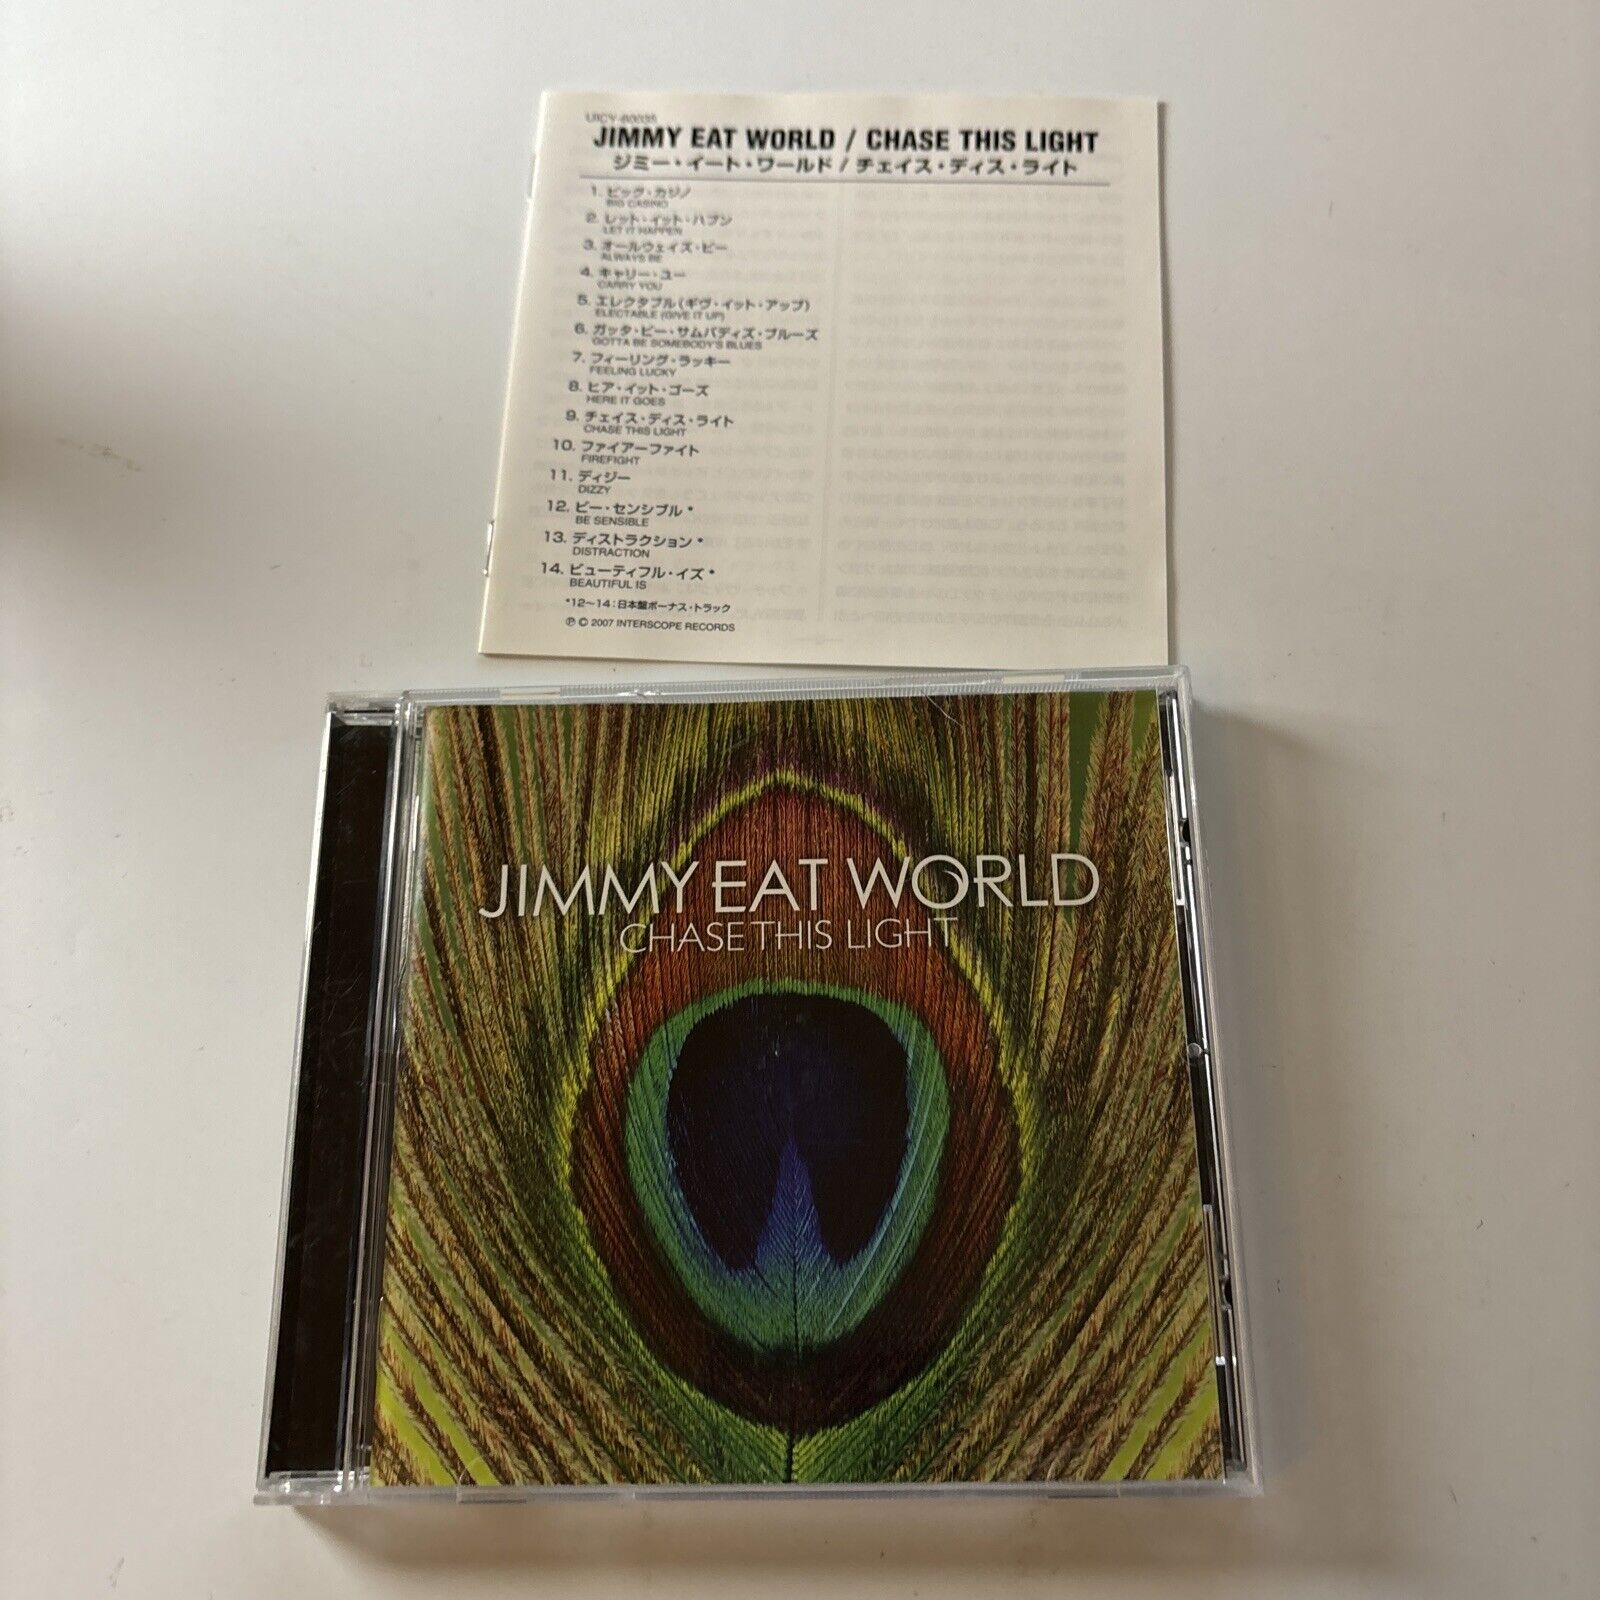 UICY-80035
JIMMY EAT WORLD / CHASE THIS LIGHT
ジミー・イート・ワールド / チェイス・ディス・ライト
1. ビッグ・カジノ
BIG CASINO
2. レット・イット・ハプン
LET IT HAPPEN
3. オールウェイズ・ビー
ALWAYS BE
4. キャリー・ユー
CARRY YOU
5. エレクタブル(ギヴ・イット・アップ)
ELECTABLE (GIVE IT UP)
6. ガッタ・ビー・サムバディズ・ブルーズ
GOTTA BE SOMEBODY'S BLUES
7. フィーリング・ラッキー
FEELING LUCKY
8. ヒア・イット・ゴーズ
HERE IT GOES
9. チェイス・ディス・ライト
CHASE THIS LIGHT
10. ファイアーファイト
FIREFIGHT
11. ディジー
DIZZY
12. ビー・センシブル *
BE SENSIBLE
13. ディストラクション *
DISTRACTION
14. ビューティフル・イズ *
BEAUTIFUL IS
*12〜14:日本盤ボーナス・トラック
℗ © 2007 INTERSCOPE RECORDS
JIMMY EAT WORLD
CHASE THIS LIGHT